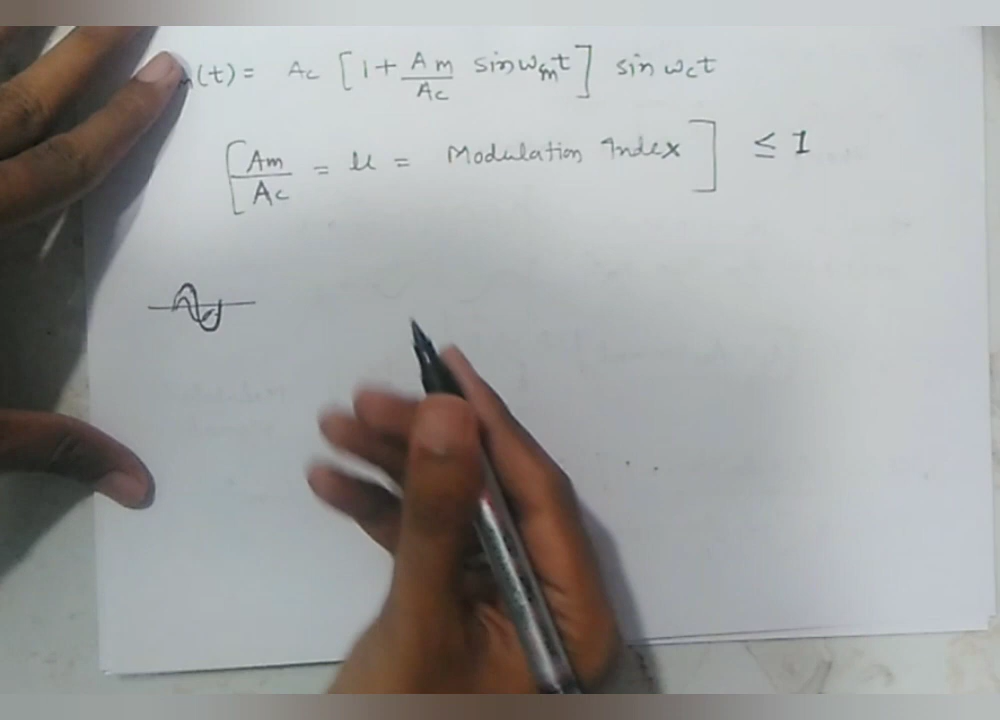 (t) = Ac [1 + Am/Ac sin ωmt] sin ωct
[Am/Ac = u = Modulation Index] ≤ 1